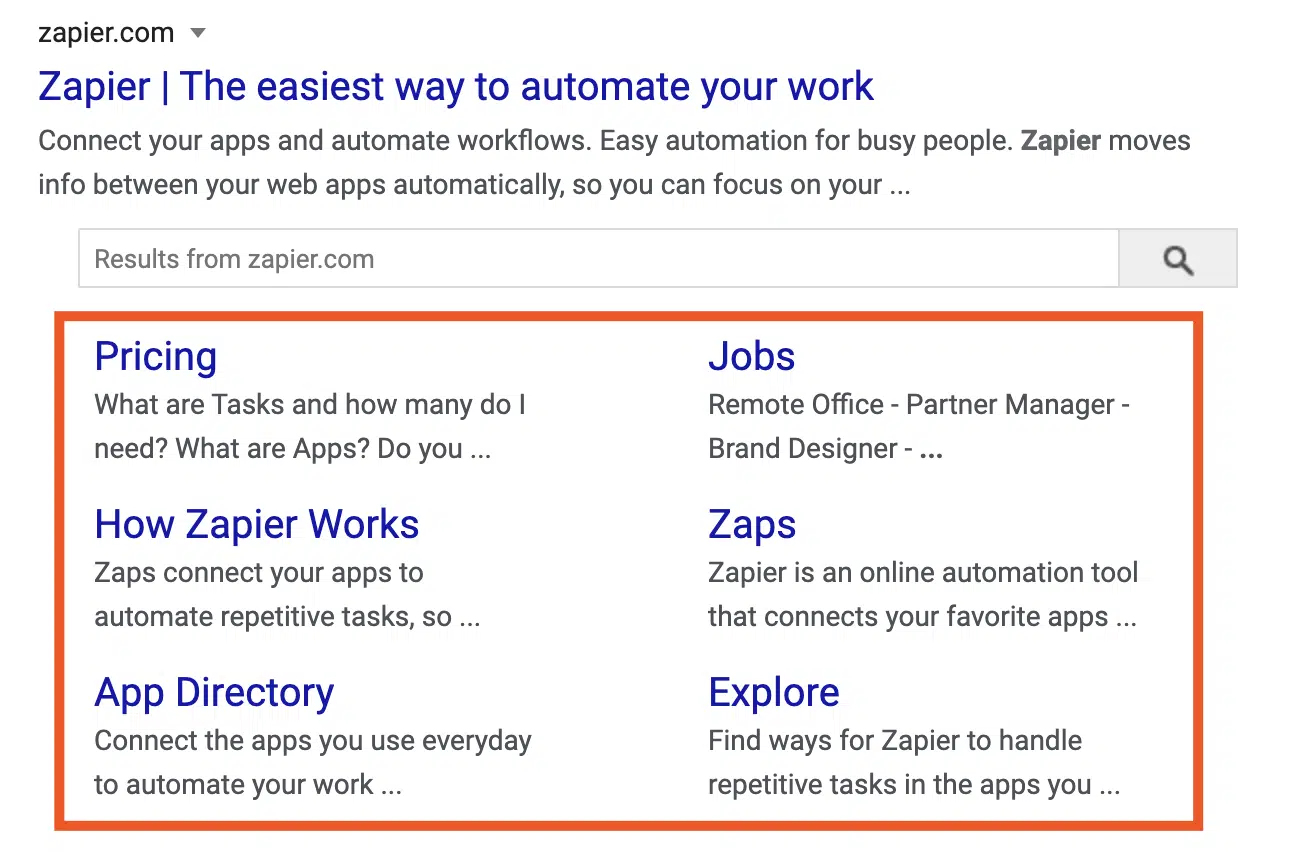 zapier.com
Zapier | The easiest way to automate your work
Connect your apps and automate workflows. Easy automation for busy people. Zapier moves
info between your web apps automatically, so you can focus on your ...
Results from zapier.com
Pricing
What are Tasks and how many do I
need? What are Apps? Do you ...
Jobs
Remote Office - Partner Manager -
Brand Designer - ...
How Zapier Works
Zaps connect your apps to
automate repetitive tasks, so ...
Zaps
Zapier is an online automation tool
that connects your favorite apps ...
App Directory
Connect the apps you use everyday
to automate your work ...
Explore
Find ways for Zapier to handle
repetitive tasks in the apps you ...